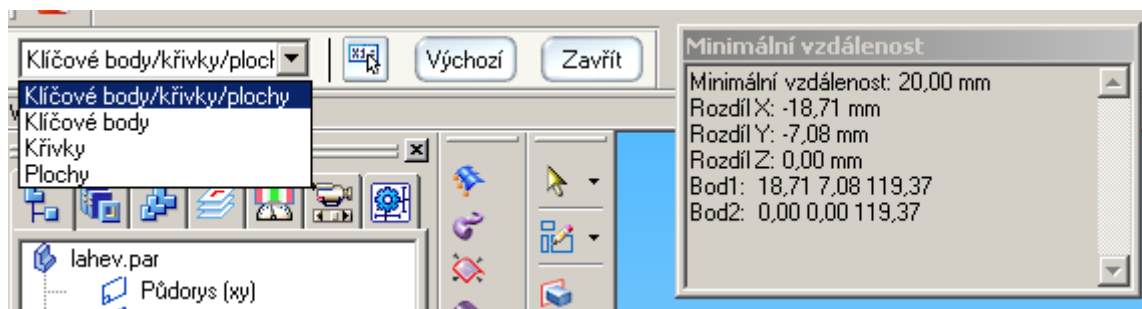 Klíčové body/křivky/ploch
Výchozí
Zavřít
Klíčové body/křivky/plochy
Klíčové body
Křivky
Plochy
lahev.par
Půdorys (xy)
Minimální vzdálenost
Minimální vzdálenost: 20,00 mm
Rozdíl X: -18,71 mm
Rozdíl Y: -7,08 mm
Rozdíl Z: 0,00 mm
Bod1: 18,71 7,08 119,37
Bod2: 0,00 0,00 119,37